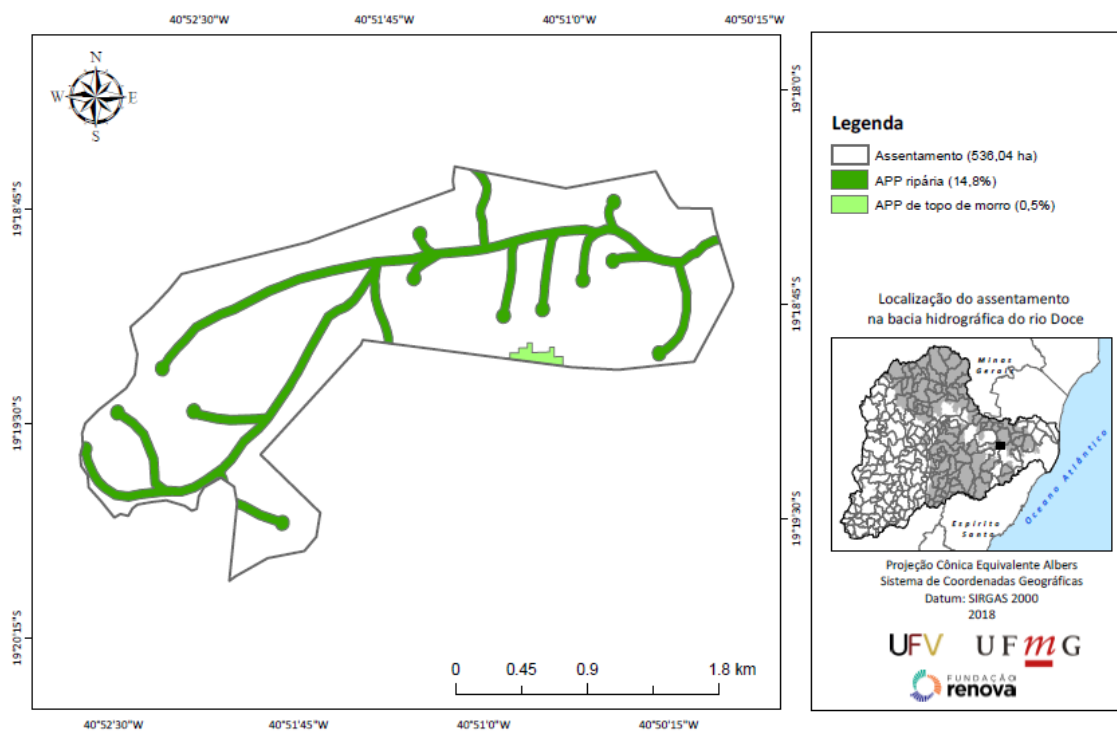 40°52'30"W
40°51'45"W
40°51'0"W
40°50'15"W
N
W
E
S
19°18'0"S
19°18'45"S
19°18'45"S
19°19'30"S
19°19'30"S
19°20'15"S
0
0.45
0.9
1.8 km
40°52'30"W
40°51'45"W
40°51'0"W
40°50'15"W
Legenda
Assentamento (536,04 ha)
APP ripária (14,8%)
APP de topo de morro (0,5%)
Localização do assentamento
na bacia hidrográfica do rio Doce
Minas
Gerais
Oceano Atlântico
Espírito
Santo
Projeção Cônica Equivalente Albers
Sistema de Coordenadas Geográficas
Datum: SIRGAS 2000
2018
UFV
UFmG
FUNDAÇÃO
renova